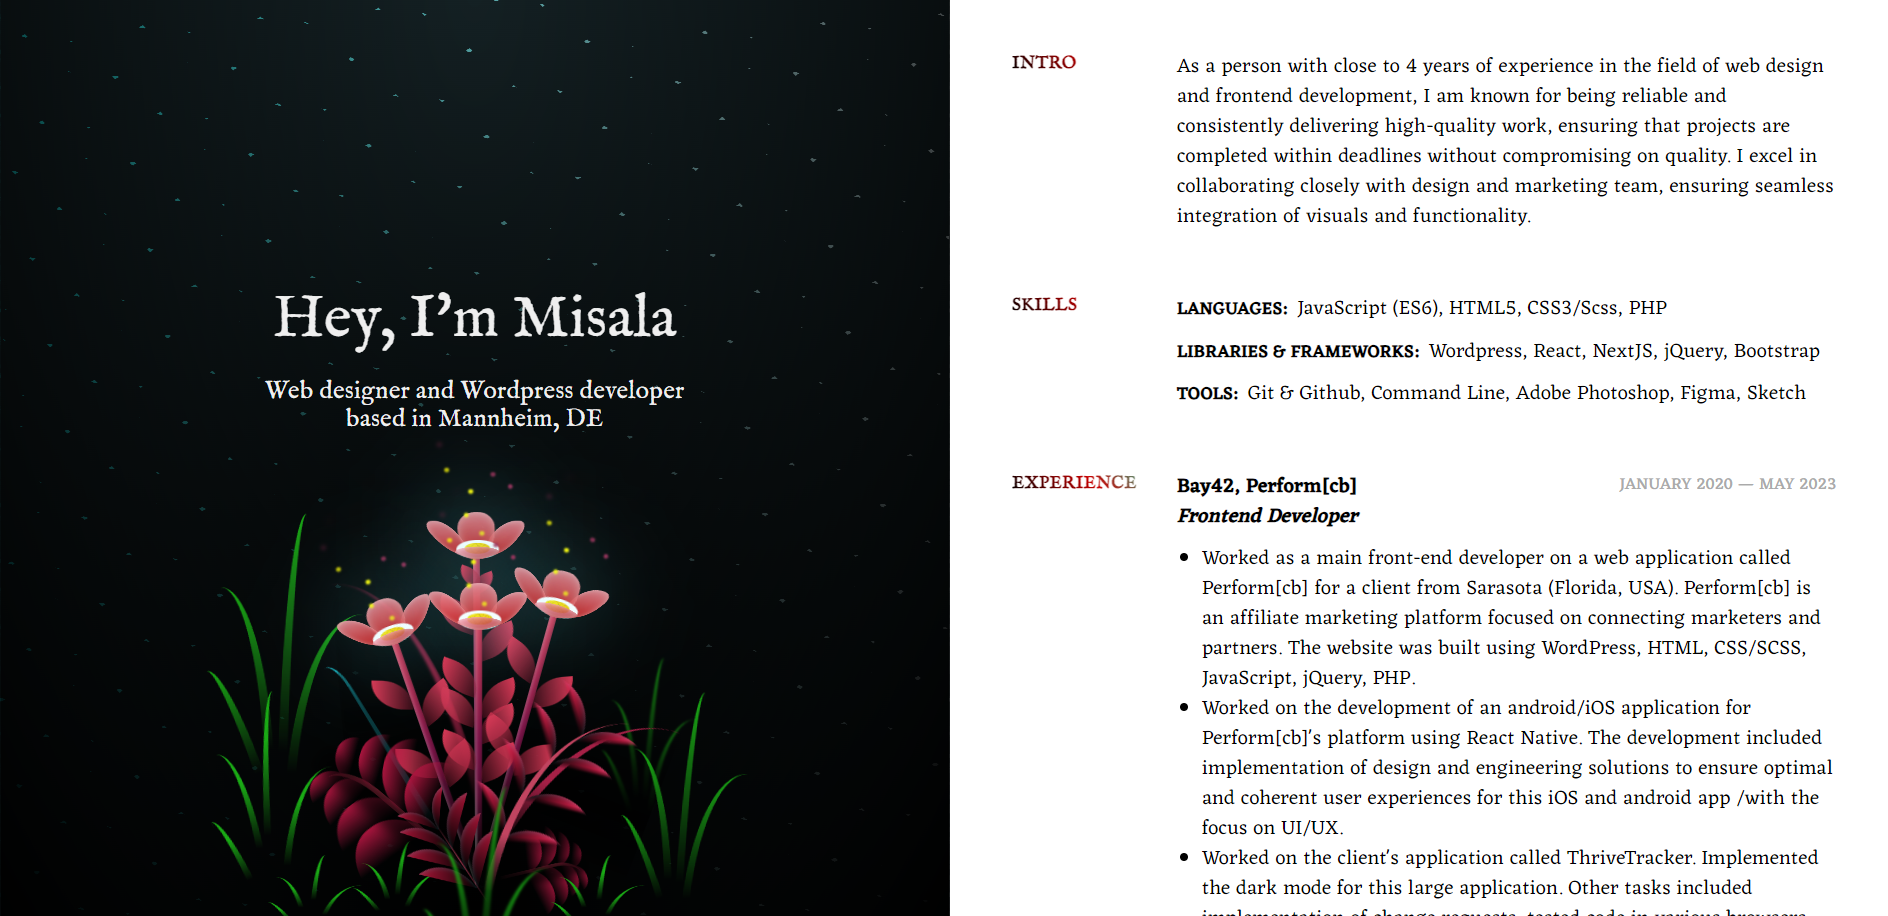 Hey, I'm Misala
Web designer and Wordpress developer
based in Mannheim, DE
INTRO
As a person with close to 4 years of experience in the field of web design
and frontend development, I am known for being reliable and
consistently delivering high-quality work, ensuring that projects are
completed within deadlines without compromising on quality. I excel in
collaborating closely with design and marketing team, ensuring seamless
integration of visuals and functionality.
SKILLS
LANGUAGES: JavaScript (ES6), HTML5, CSS3/Scss, PHP
LIBRARIES & FRAMEWORKS: Wordpress, React, NextJS, jQuery, Bootstrap
TOOLS: Git & Github, Command Line, Adobe Photoshop, Figma, Sketch
EXPERIENCE
Bay42, Perform[cb] JANUARY 2020 — MAY 2023
Frontend Developer
• Worked as a main front-end developer on a web application called
Perform[cb] for a client from Sarasota (Florida, USA). Perform[cb] is
an affiliate marketing platform focused on connecting marketers and
partners. The website was built using WordPress, HTML, CSS/SCSS,
JavaScript, jQuery, PHP.
• Worked on the development of an android/iOS application for
Perform[cb]'s platform using React Native. The development included
implementation of design and engineering solutions to ensure optimal
and coherent user experiences for this iOS and android app /with the
focus on UI/UX.
• Worked on the client's application called ThriveTracker. Implemented
the dark mode for this large application. Other tasks included
implementation of change requests, tested code in various browsers,